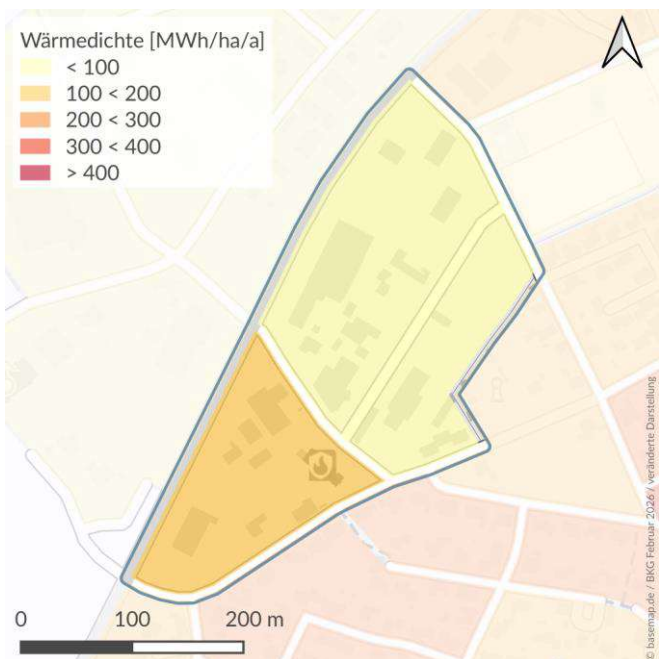 Wärmedichte [MWh/ha/a]
< 100
100 < 200
200 < 300
300 < 400
> 400
0 100 200 m
© basemap.de / BKG Februar 2026 / veränderte Darstellung